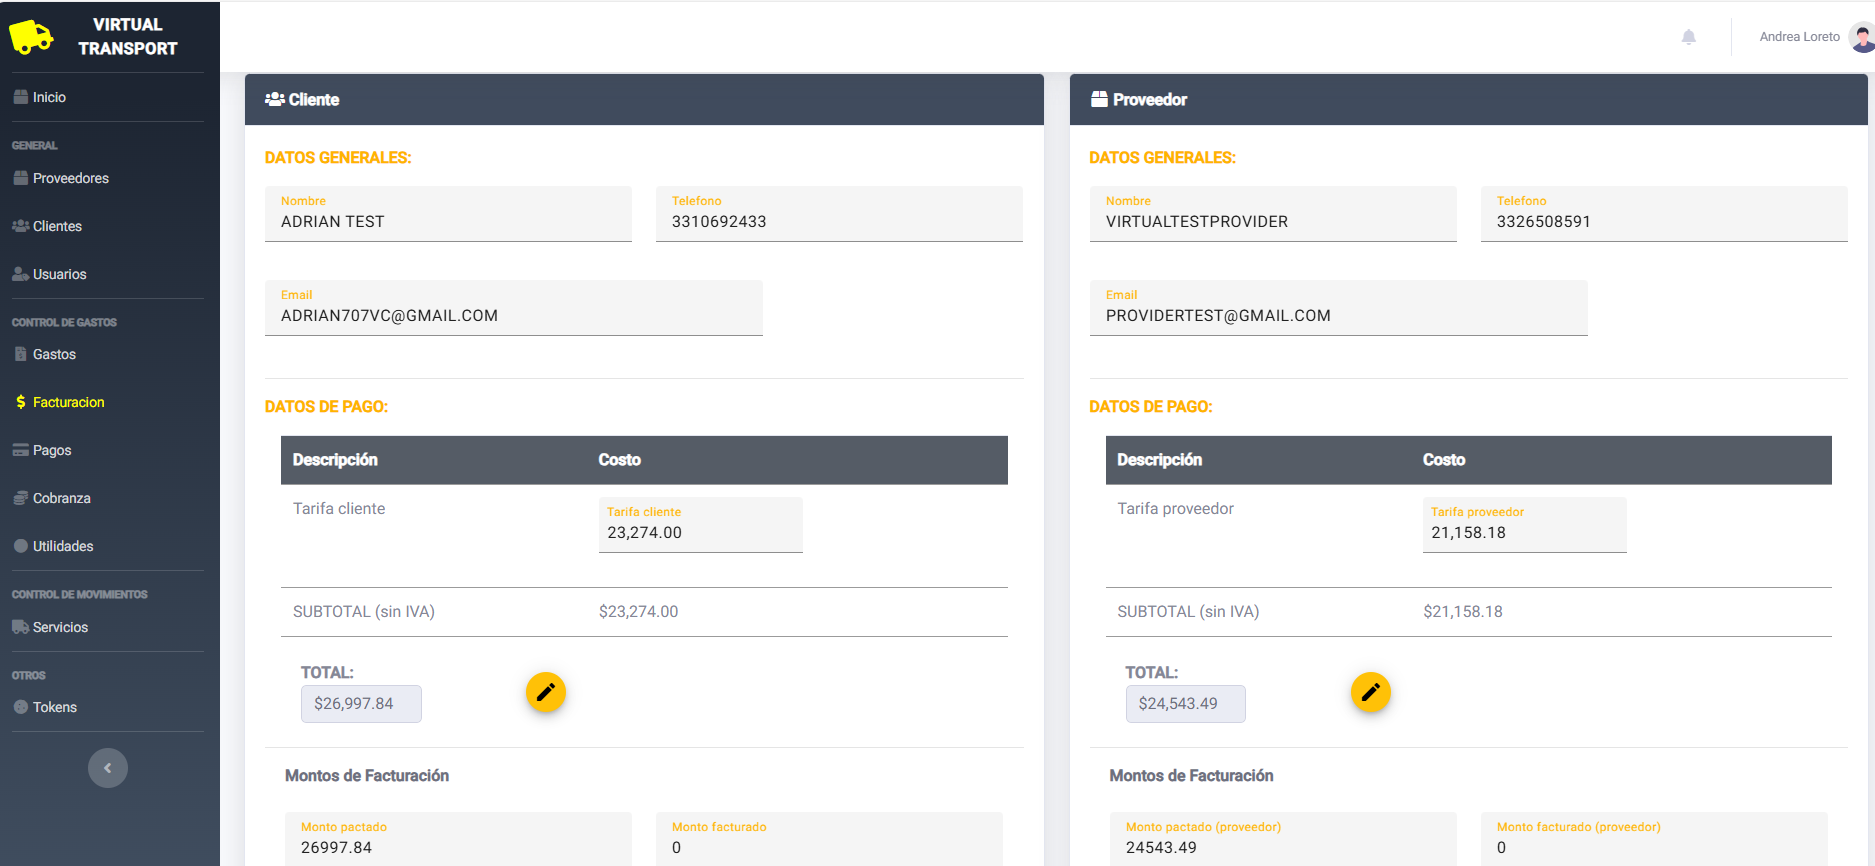 VIRTUAL
TRANSPORT
Inicio
GENERAL
Proveedores
Clientes
Usuarios
CONTROL DE GASTOS
Gastos
Facturacion
Pagos
Cobranza
Utilidades
CONTROL DE MOVIMIENTOS
Servicios
OTROS
Tokens
Andrea Loreto
Cliente
DATOS GENERALES:
Nombre
ADRIAN TEST
Telefono
3310692433
Email
ADRIAN707VC@GMAIL.COM
DATOS DE PAGO:
Descripción Costo
Tarifa cliente
Tarifa cliente
23,274.00
SUBTOTAL (sin IVA) $23,274.00
TOTAL:
$26,997.84
Montos de Facturación
Monto pactado
26997.84
Monto facturado
0
Proveedor
DATOS GENERALES:
Nombre
VIRTUALTESTPROVIDER
Telefono
3326508591
Email
PROVIDERTEST@GMAIL.COM
DATOS DE PAGO:
Descripción Costo
Tarifa proveedor
Tarifa proveedor
21,158.18
SUBTOTAL (sin IVA) $21,158.18
TOTAL:
$24,543.49
Montos de Facturación
Monto pactado (proveedor)
24543.49
Monto facturado (proveedor)
0